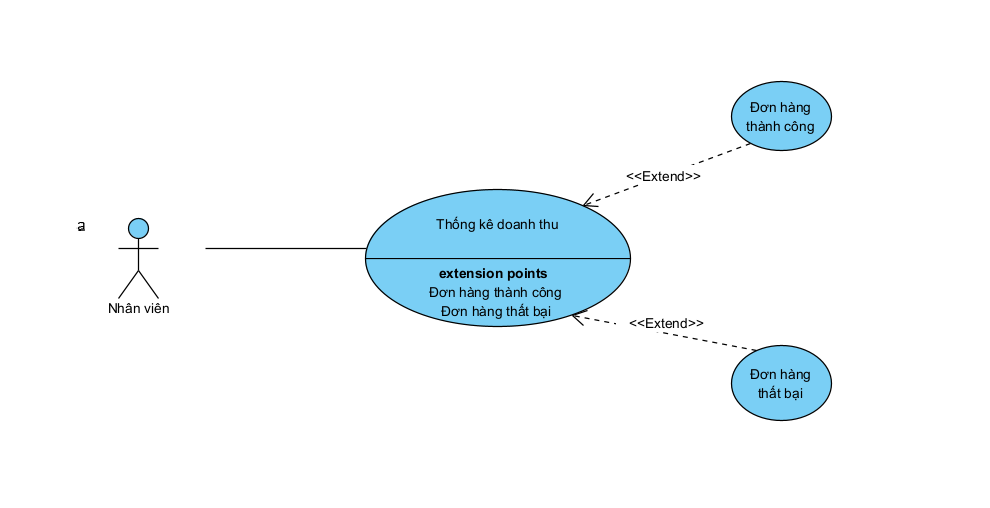 Đơn hàng
thành công
<<Extend>>
a
Nhân viên
Thống kê doanh thu
extension points
Đơn hàng thành công
Đơn hàng thất bại
<<Extend>>
Đơn hàng
thất bại